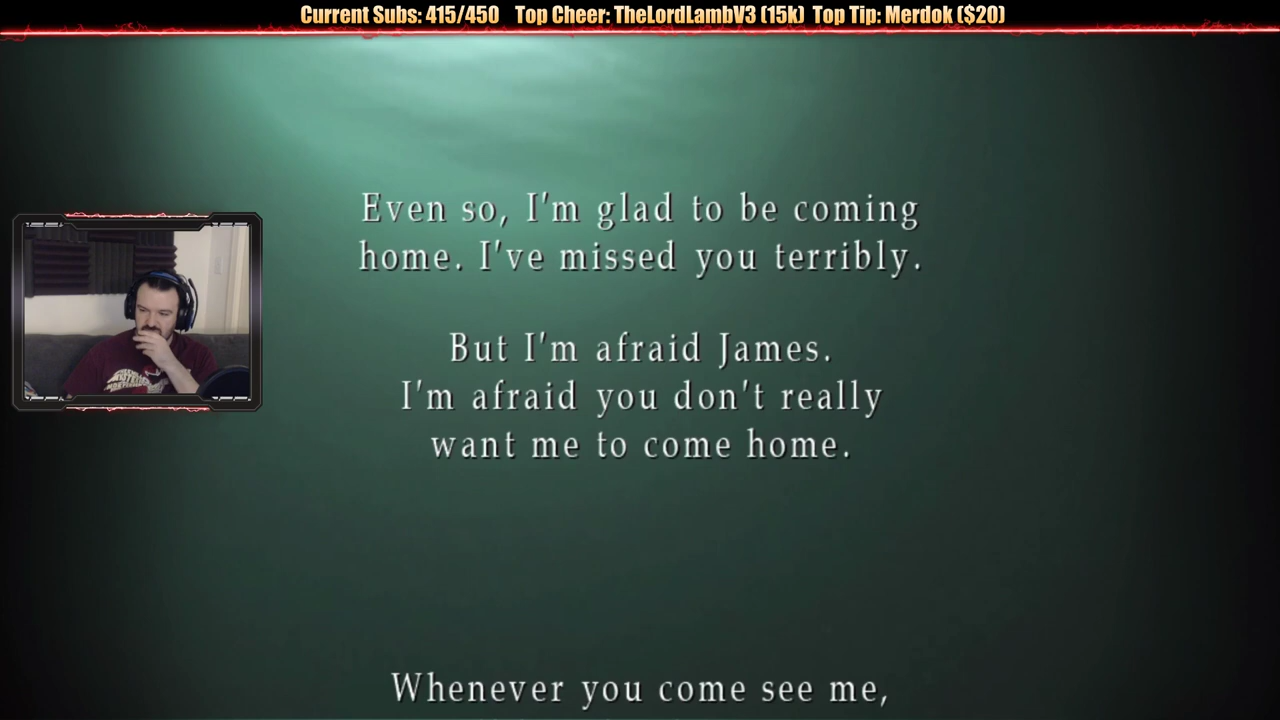 Current Subs: 415/450 Top Cheer: TheLordLambV3 (15k) Top Tip: Merdok ($20)
Even so, I'm glad to be coming
home. I've missed you terribly.
But I'm afraid James.
I'm afraid you don't really
want me to come home.
Whenever you come see me,